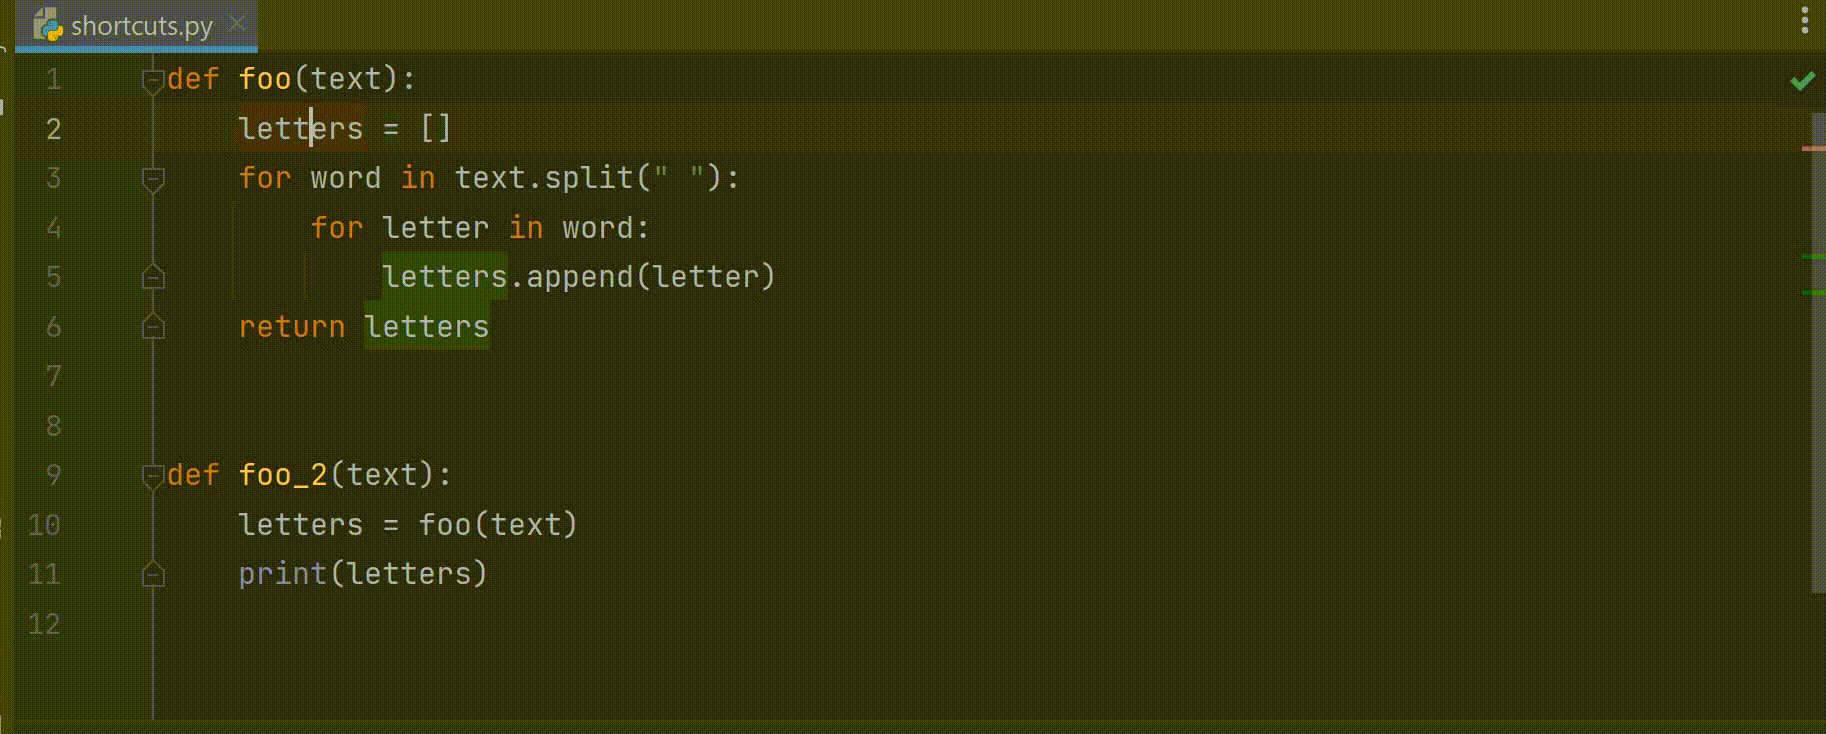 shortcuts.py
1 def foo(text):
2     letters = []
3     for word in text.split(" "):
4         for letter in word:
5             letters.append(letter)
6     return letters
7
8
9 def foo_2(text):
10     letters = foo(text)
11     print(letters)
12